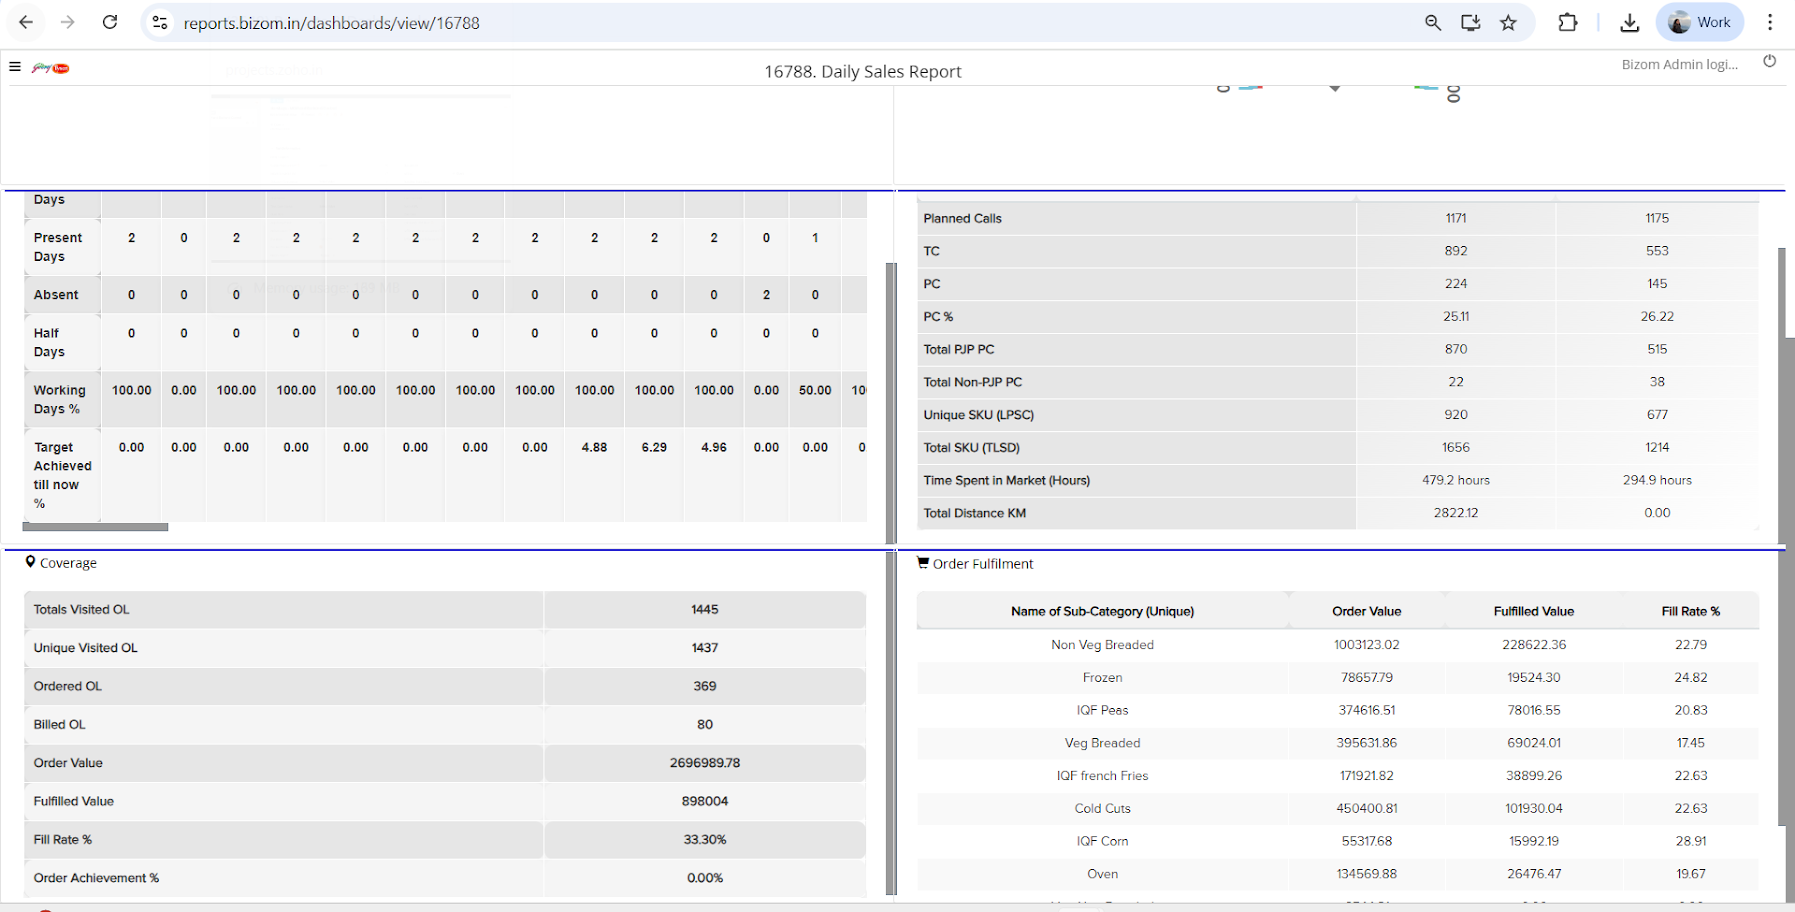 reports.bizom.in/dashboards/view/16788
Work
16788. Daily Sales Report
Bizom Admin logi...
Days
Present Days 2 0 2 2 2 2 2 2 2 2 2 0 1
Absent 0 0 0 0 0 0 0 0 0 0 0 2 0
Half Days 0 0 0 0 0 0 0 0 0 0 0 0 0
Working Days % 100.00 0.00 100.00 100.00 100.00 100.00 100.00 100.00 100.00 100.00 100.00 0.00 50.00 10
Target Achieved till now % 0.00 0.00 0.00 0.00 0.00 0.00 0.00 0.00 4.88 6.29 4.96 0.00 0.00 0
Planned Calls 1171 1175
TC 892 553
PC 224 145
PC % 25.11 26.22
Total PJP PC 870 515
Total Non-PJP PC 22 38
Unique SKU (LPSC) 920 677
Total SKU (TLSD) 1656 1214
Time Spent in Market (Hours) 479.2 hours 294.9 hours
Total Distance KM 2822.12 0.00
Coverage
Totals Visited OL 1445
Unique Visited OL 1437
Ordered OL 369
Billed OL 80
Order Value 2696989.78
Fulfilled Value 898004
Fill Rate % 33.30%
Order Achievement % 0.00%
Order Fulfilment
Name of Sub-Category (Unique) Order Value Fulfilled Value Fill Rate %
Non Veg Breaded 1003123.02 228622.36 22.79
Frozen 78657.79 19524.30 24.82
IQF Peas 374616.51 78016.55 20.83
Veg Breaded 395631.86 69024.01 17.45
IQF french Fries 171921.82 38899.26 22.63
Cold Cuts 450400.81 101930.04 22.63
IQF Corn 55317.68 15992.19 28.91
Oven 134569.88 26476.47 19.67